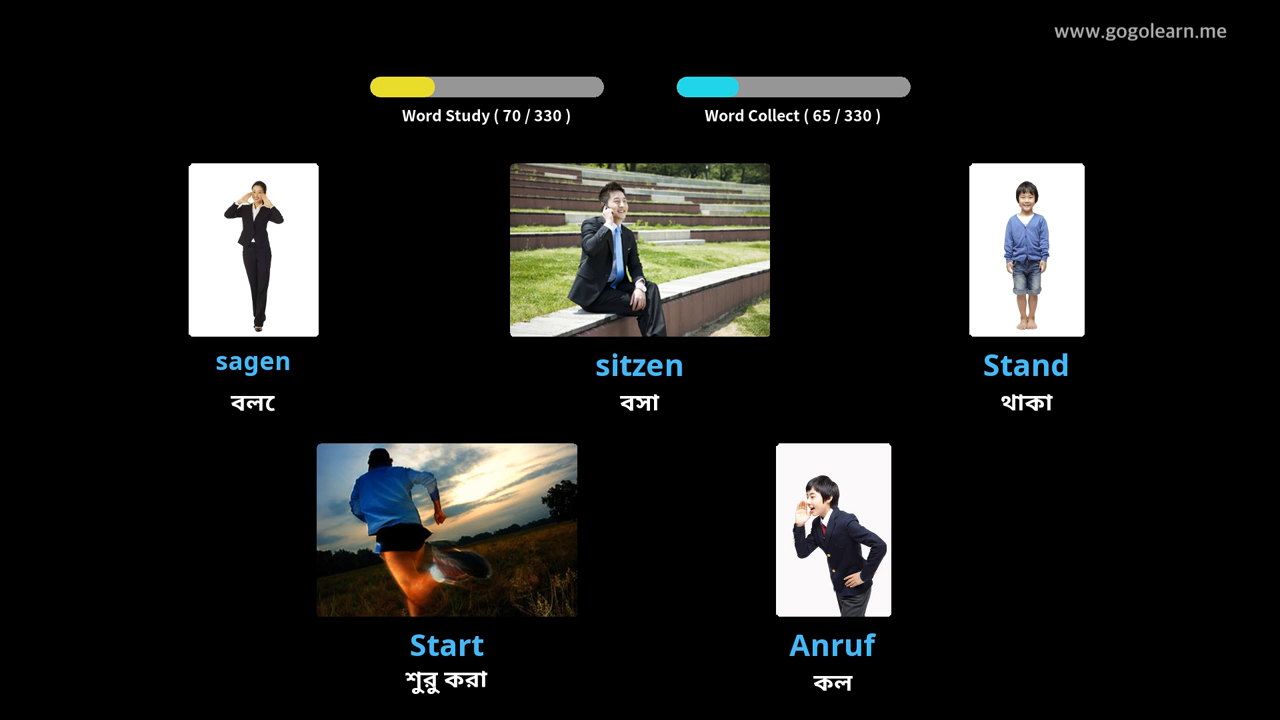 www.gogolearn.me
Word Study ( 70 / 330 )
Word Collect ( 65 / 330 )
sagen
বলে
sitzen
বসা
Stand
থাকা
Start
শুরু করা
Anruf
কল